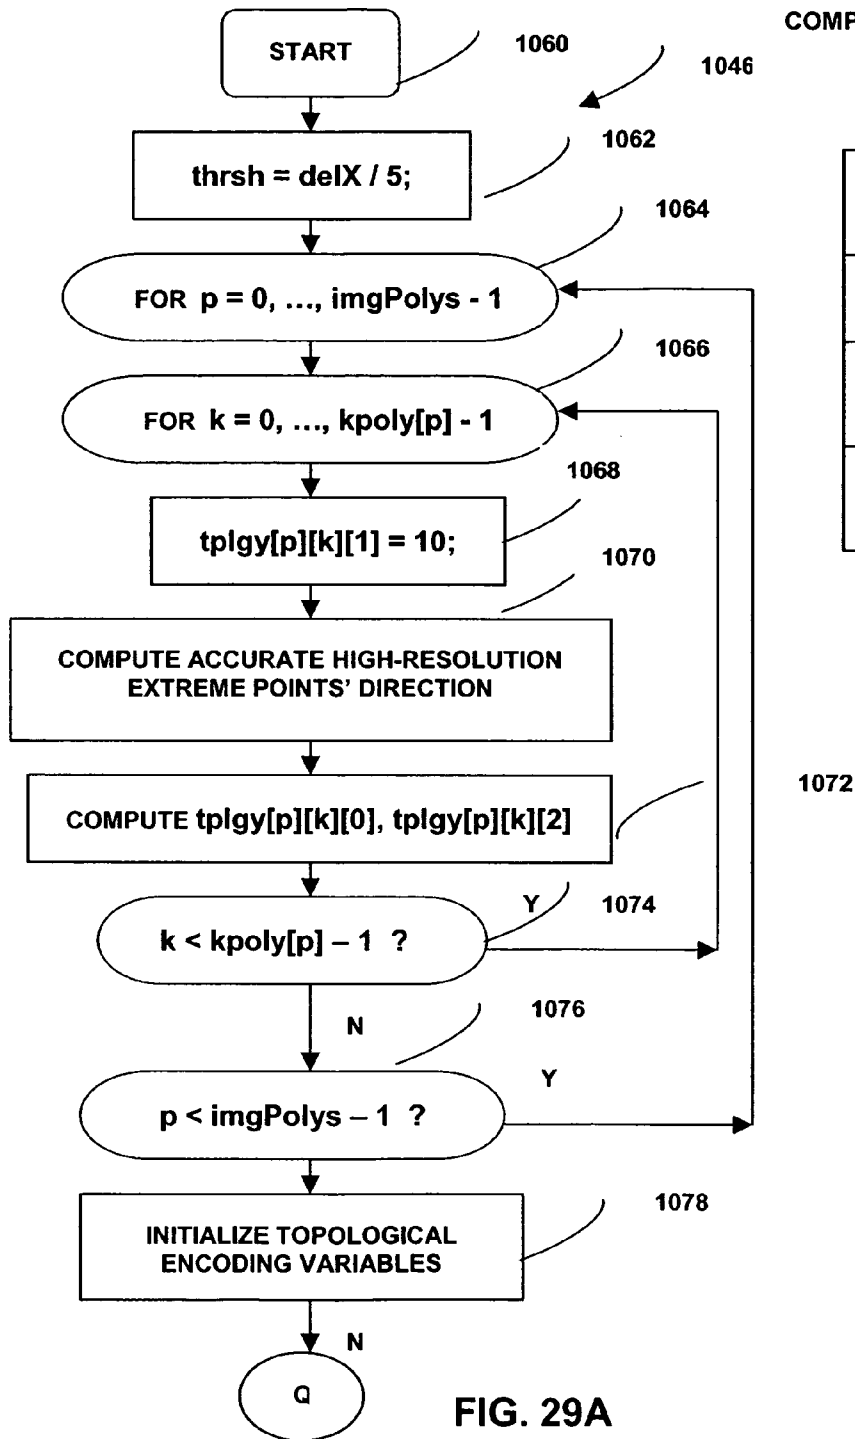 START
1060
COMP
1046
thrsh = delX / 5;
1062
1064
FOR p = 0, ..., imgPolys - 1
1066
FOR k = 0, ..., kpoly[p] - 1
1068
tplgy[p][k][1] = 10;
1070
COMPUTE ACCURATE HIGH-RESOLUTION
EXTREME POINTS' DIRECTION
1072
COMPUTE tplgy[p][k][0], tplgy[p][k][2]
Y
1074
k < kpoly[p] – 1 ?
1076
N
Y
p < imgPolys – 1 ?
1078
INITIALIZE TOPOLOGICAL
ENCODING VARIABLES
N
Q
FIG. 29A